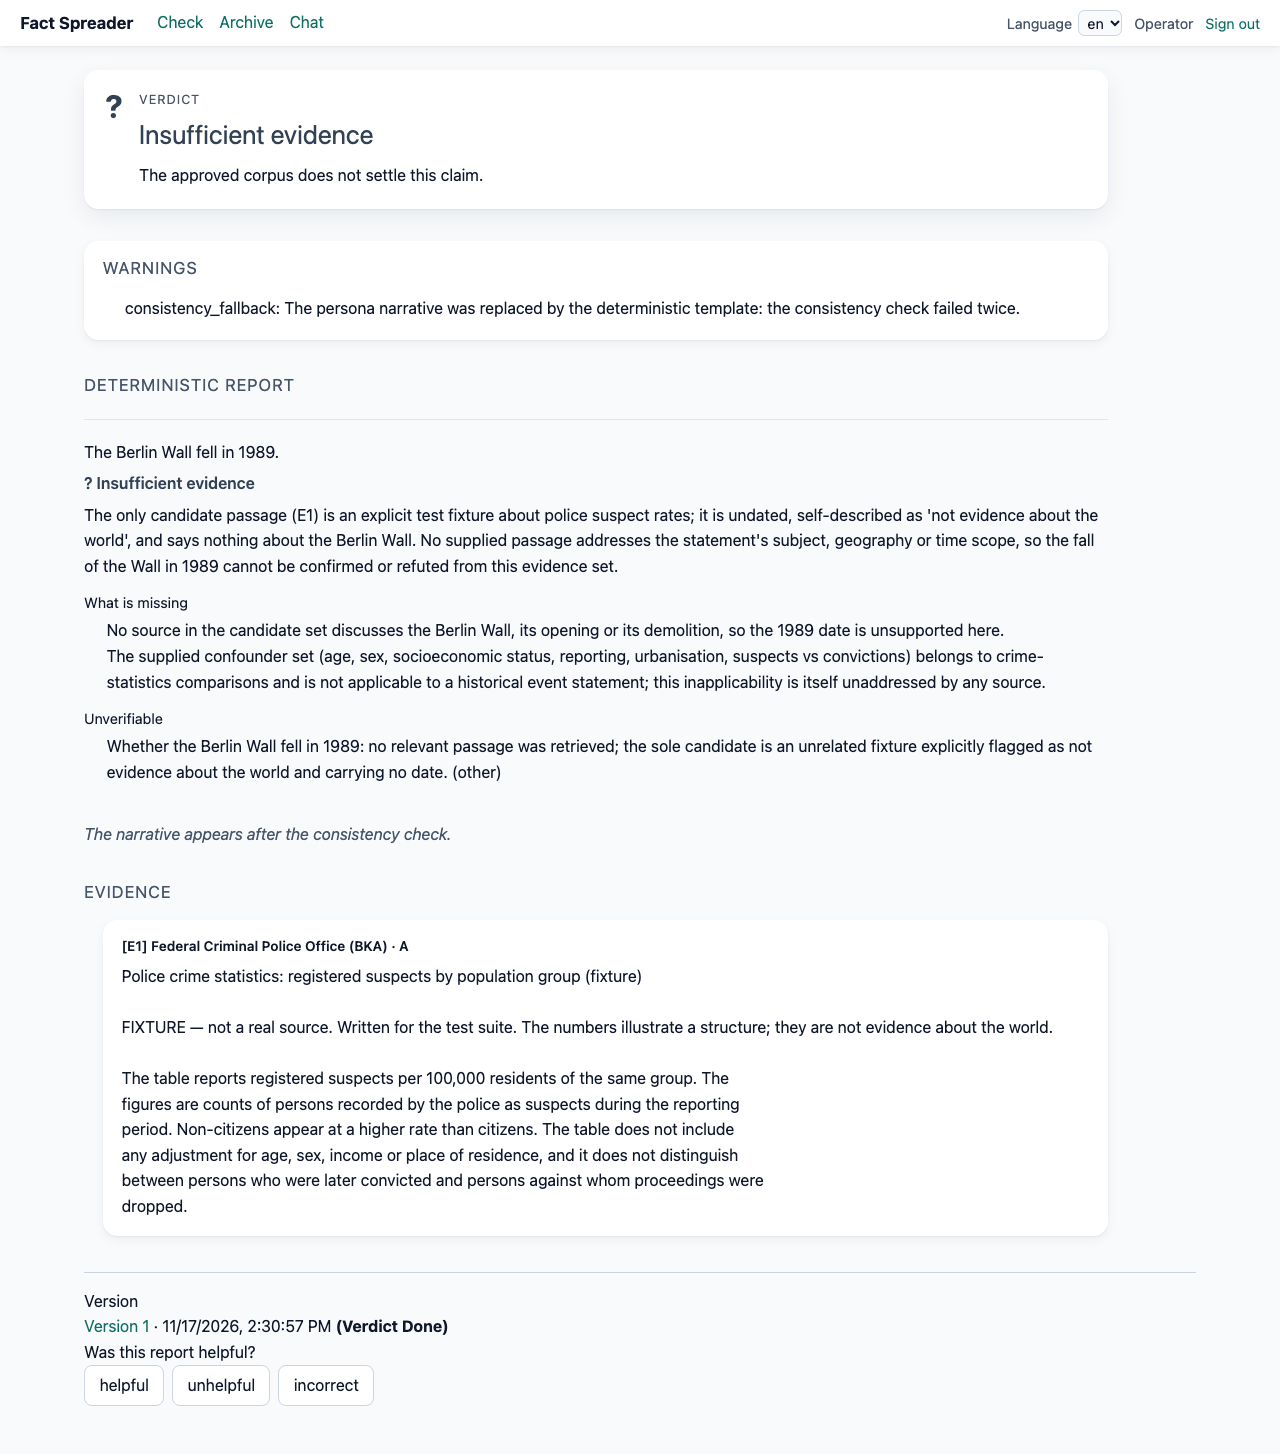 Fact Spreader Check Archive Chat Language en Operator Sign out
?
VERDICT
Insufficient evidence
The approved corpus does not settle this claim.
WARNINGS
consistency_fallback: The persona narrative was replaced by the deterministic template: the consistency check failed twice.
DETERMINISTIC REPORT
The Berlin Wall fell in 1989.
? Insufficient evidence
The only candidate passage (E1) is an explicit test fixture about police suspect rates; it is undated, self-described as 'not evidence about the
world', and says nothing about the Berlin Wall. No supplied passage addresses the statement's subject, geography or time scope, so the fall
of the Wall in 1989 cannot be confirmed or refuted from this evidence set.
What is missing
No source in the candidate set discusses the Berlin Wall, its opening or its demolition, so the 1989 date is unsupported here.
The supplied confounder set (age, sex, socioeconomic status, reporting, urbanisation, suspects vs convictions) belongs to crime-
statistics comparisons and is not applicable to a historical event statement; this inapplicability is itself unaddressed by any source.
Unverifiable
Whether the Berlin Wall fell in 1989: no relevant passage was retrieved; the sole candidate is an unrelated fixture explicitly flagged as not
evidence about the world and carrying no date. (other)
The narrative appears after the consistency check.
EVIDENCE
[E1] Federal Criminal Police Office (BKA) · A
Police crime statistics: registered suspects by population group (fixture)
FIXTURE — not a real source. Written for the test suite. The numbers illustrate a structure; they are not evidence about the world.
The table reports registered suspects per 100,000 residents of the same group. The
figures are counts of persons recorded by the police as suspects during the reporting
period. Non-citizens appear at a higher rate than citizens. The table does not include
any adjustment for age, sex, income or place of residence, and it does not distinguish
between persons who were later convicted and persons against whom proceedings were
dropped.
Version
Version 1 · 11/17/2026, 2:30:57 PM (Verdict Done)
Was this report helpful?
helpful unhelpful incorrect